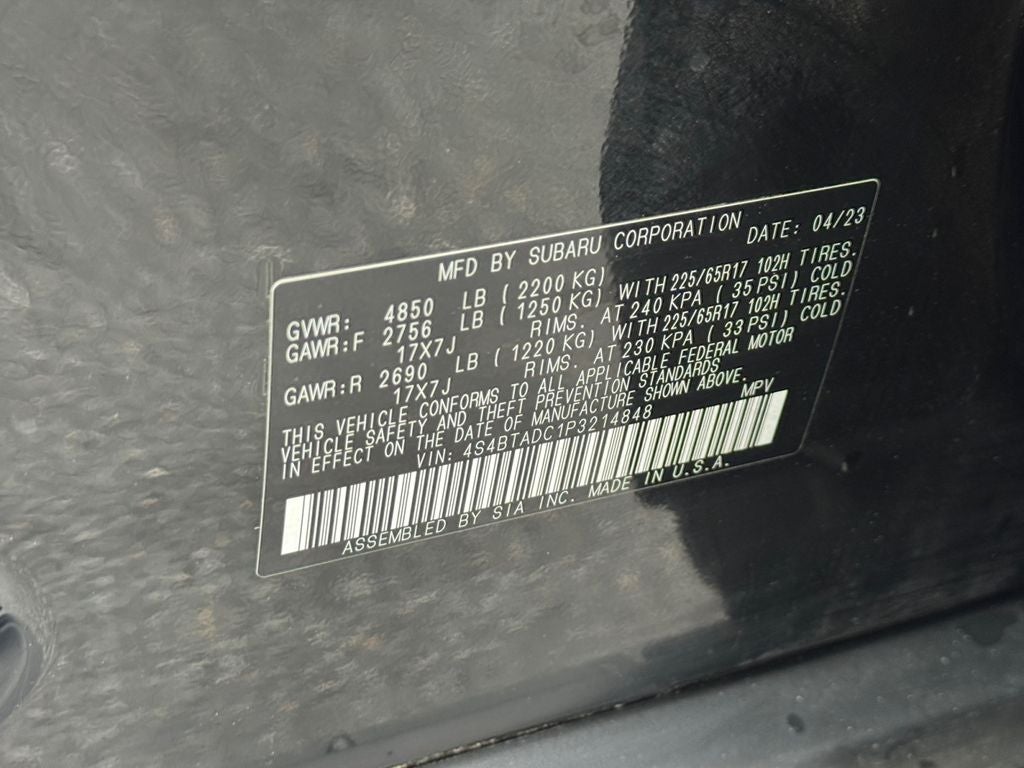 MFD BY SUBARU CORPORATION
DATE: 04/23
GVWR: 4850 LB ( 2200 KG)
GAWR:F 2756 LB ( 1250 KG) WITH 225/65R17 102H TIRES.
17X7J RIMS. AT 240 KPA ( 35 PSI) COLD
GAWR:R 2690 LB ( 1220 KG) WITH 225/65R17 102H TIRES.
17X7J RIMS. AT 230 KPA ( 33 PSI) COLD
THIS VEHICLE CONFORMS TO ALL APPLICABLE FEDERAL MOTOR
VEHICLE SAFETY AND THEFT PREVENTION STANDARDS
IN EFFECT ON THE DATE OF MANUFACTURE SHOWN ABOVE.
VIN: 4S4BTADC1P3214848 MPV
ASSEMBLED BY SIA INC. MADE IN U.S.A.